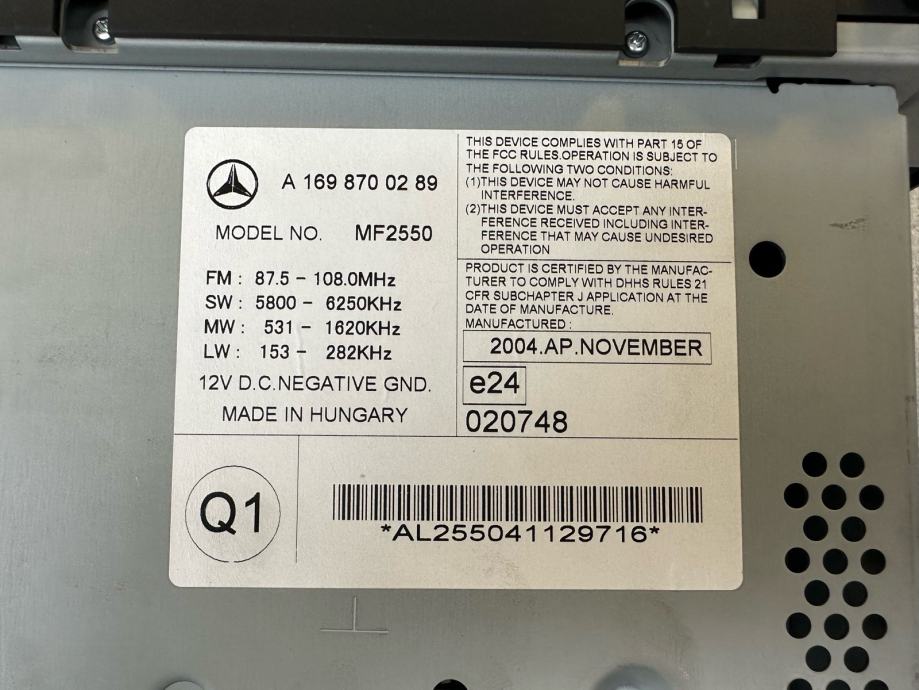 A 169 870 02 89
MODEL NO. MF2550
FM : 87.5 - 108.0MHz
SW : 5800 - 6250KHz
MW : 531 - 1620KHz
LW : 153 - 282KHz
12V D.C.NEGATIVE GND.
MADE IN HUNGARY
THIS DEVICE COMPLIES WITH PART 15 OF
THE FCC RULES.OPERATION IS SUBJECT TO
THE FOLLOWING TWO CONDITIONS:
(1)THIS DEVICE MAY NOT CAUSE HARMFUL
INTERFERENCE.
(2)THIS DEVICE MUST ACCEPT ANY INTER-
FERENCE RECEIVED INCLUDING INTER-
FERENCE THAT MAY CAUSE UNDESIRED
OPERATION
PRODUCT IS CERTIFIED BY THE MANUFAC-
TURER TO COMPLY WITH DHHS RULES 21
CFR SUBCHAPTER J APPLICATION AT THE
DATE OF MANUFACTURE.
MANUFACTURED :
2004.AP.NOVEMBER
e24
020748
Q1
*AL255041129716*